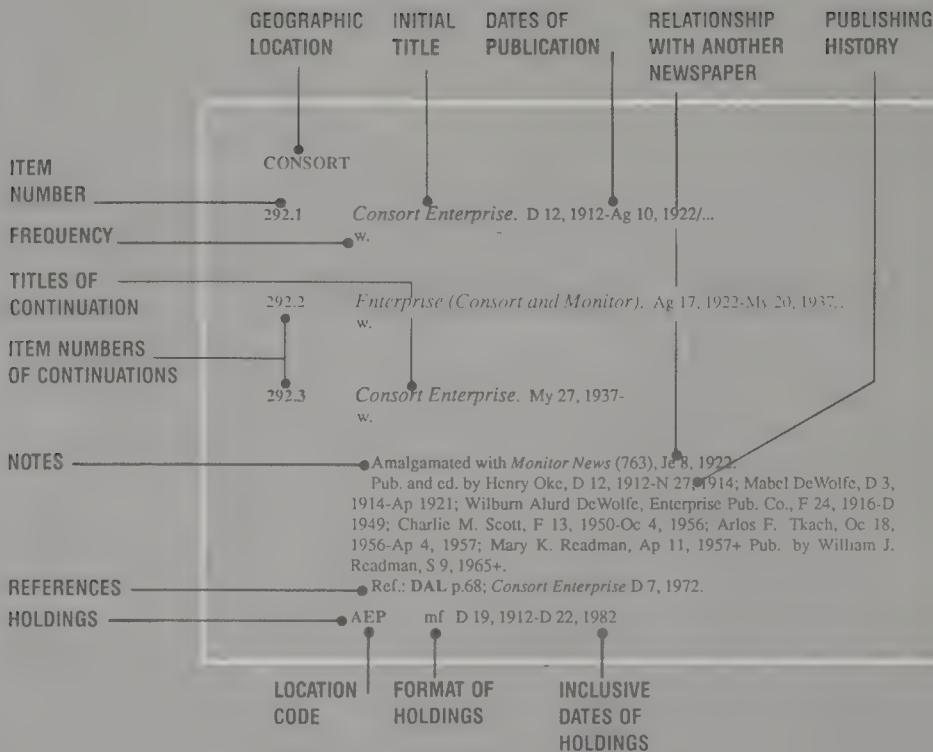 GEOGRAPHIC LOCATION
INITIAL TITLE
DATES OF PUBLICATION
RELATIONSHIP WITH ANOTHER NEWSPAPER
PUBLISHING HISTORY
CONSORT
ITEM NUMBER
292.1 Consort Enterprise. D 12, 1912-Ag 10, 1922/...
FREQUENCY
w.
TITLES OF CONTINUATION
292.2 Enterprise (Consort and Monitor). Ag 17, 1922-My 20, 1937..
w.
ITEM NUMBERS OF CONTINUATIONS
292.3 Consort Enterprise. My 27, 1937-
w.
NOTES
Amalgamated with Monitor News (763), Je 8, 1922.
Pub. and ed. by Henry Oke, D 12, 1912-N 27, 1914; Mabel DeWolfe, D 3,
1914-Ap 1921; Wilburn Alurd DeWolfe, Enterprise Pub. Co., F 24, 1916-D
1949; Charlie M. Scott, F 13, 1950-Oc 4, 1956; Arlos F. Tkach, Oc 18,
1956-Ap 4, 1957; Mary K. Readman, Ap 11, 1957+ Pub. by William J.
Readman, S 9, 1965+.
REFERENCES
Ref.: DAL p.68; Consort Enterprise D 7, 1972.
HOLDINGS
AEP mf D 19, 1912-D 22, 1982
LOCATION CODE
FORMAT OF HOLDINGS
INCLUSIVE DATES OF HOLDINGS